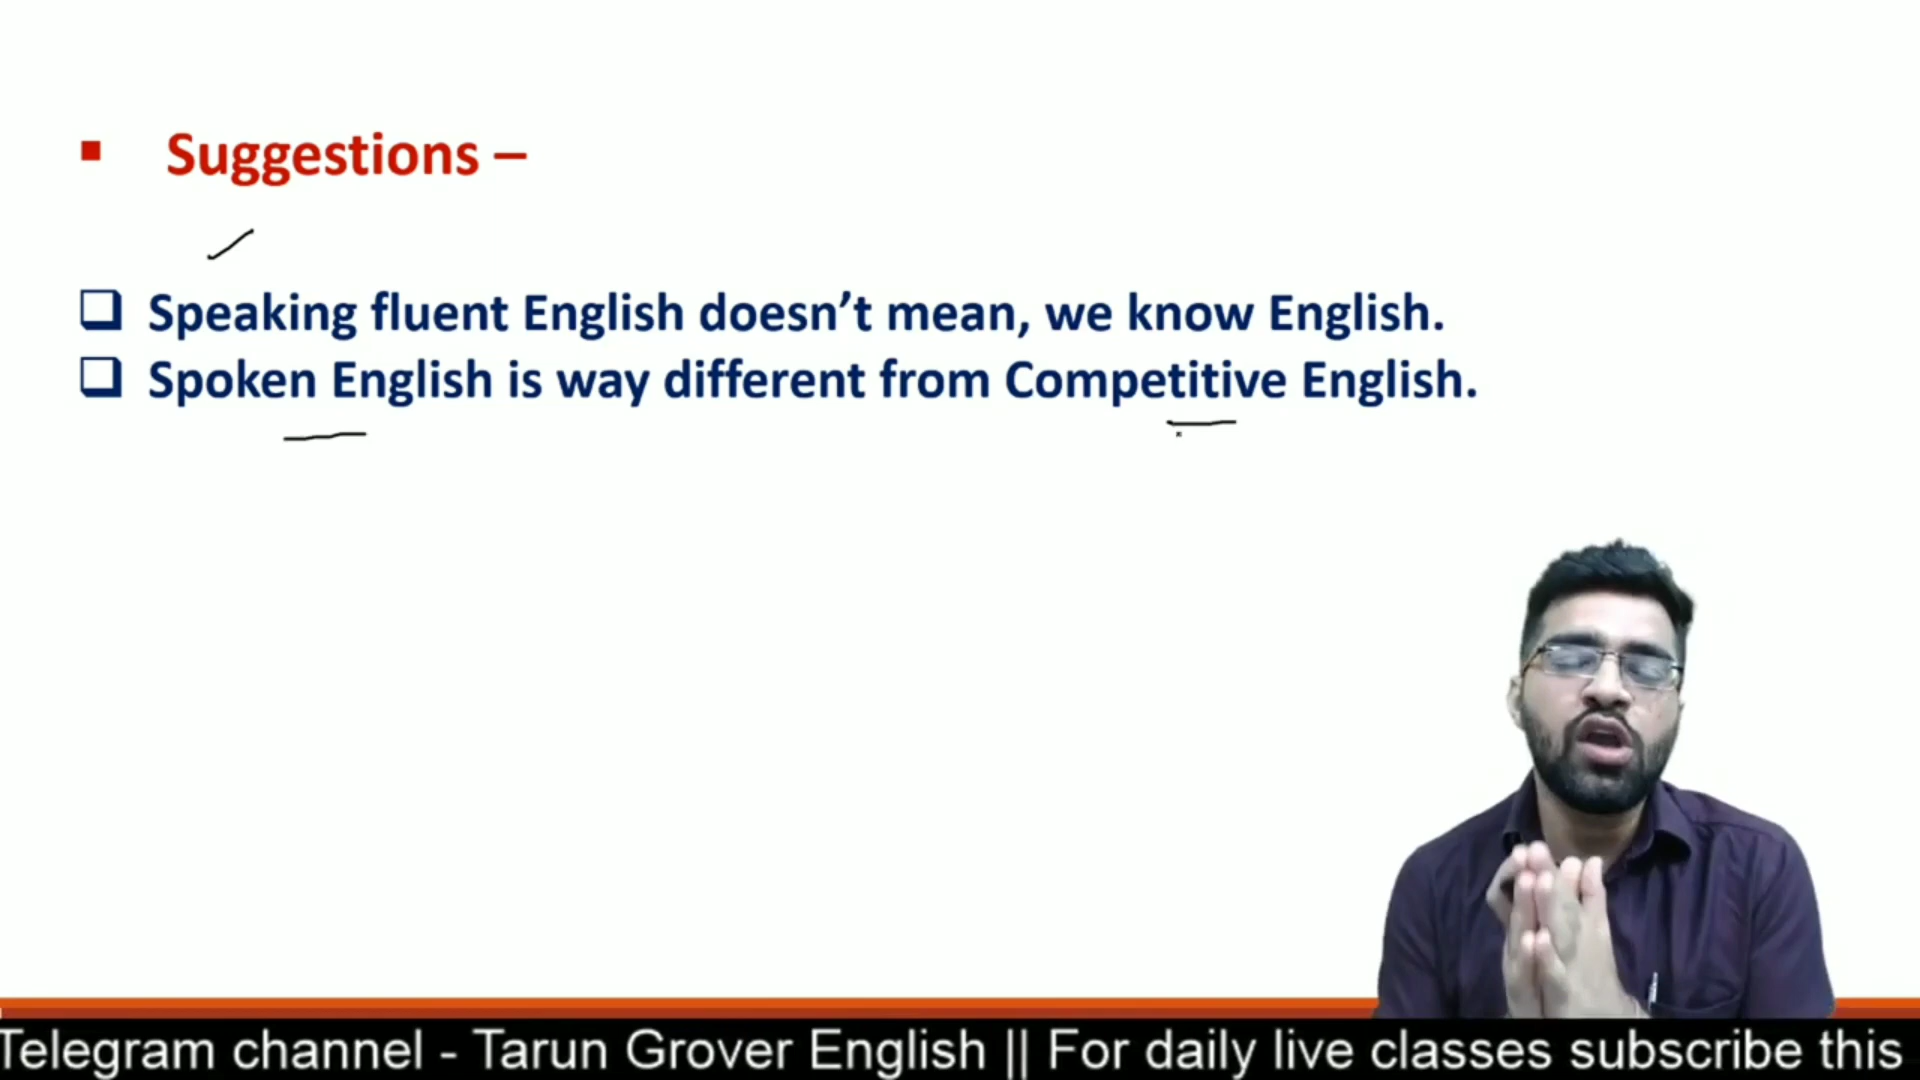 Suggestions –
Speaking fluent English doesn’t mean, we know English.
Spoken English is way different from Competitive English.
Telegram channel - Tarun Grover English || For daily live classes subscribe this